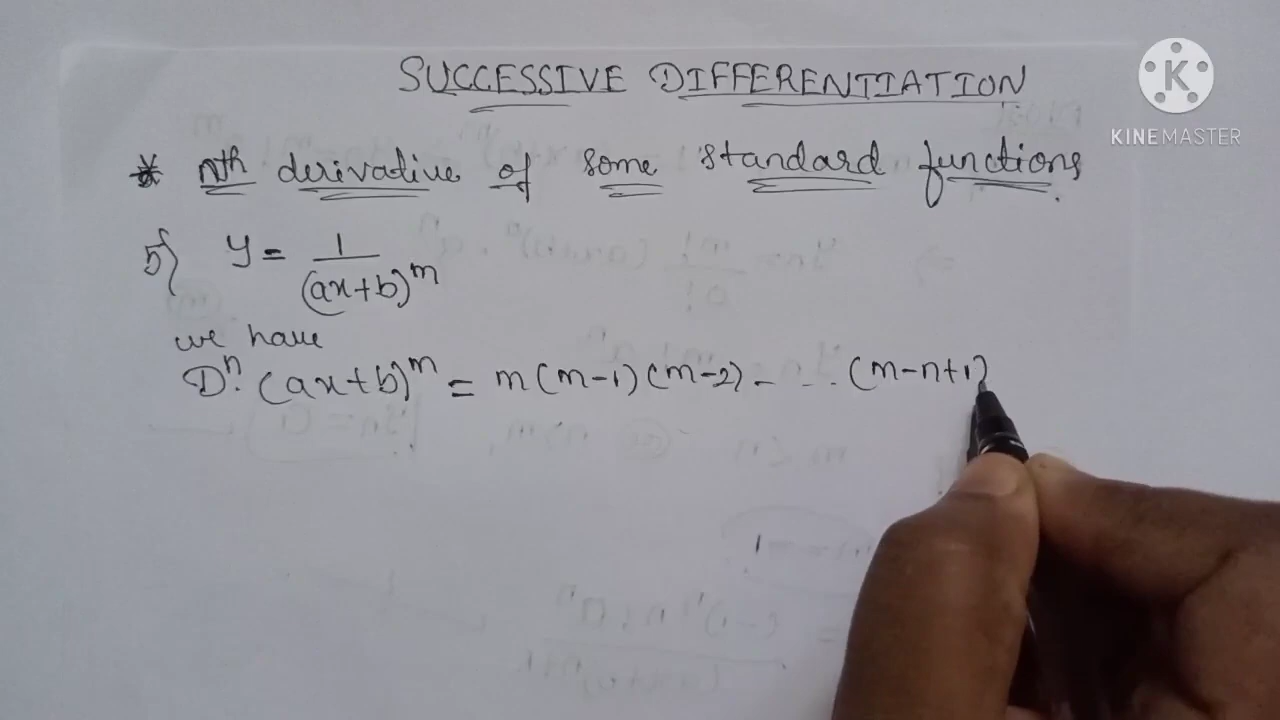 SUCCESSIVE DIFFERENTIATION
KINEMASTER
* nth derivative of some standard functions.
5} y = 1/(ax+b)^m
we have
D^n. (ax+b)^m = m(m-1)(m-2)- - .. (m-n+1)